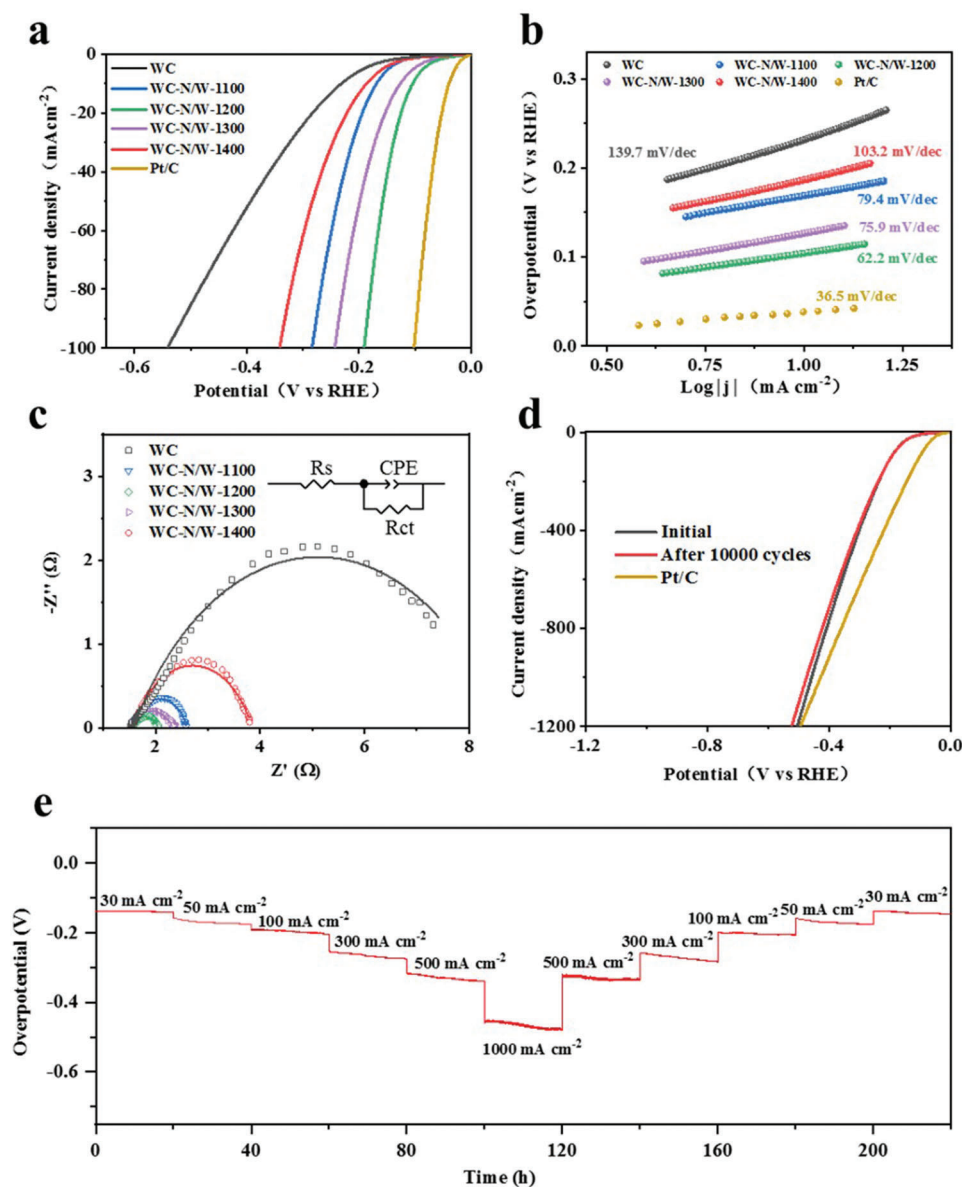 a
0
-20
-40
-60
-80
-100
Current density（mAcm-2）
WC
WC-N/W-1100
WC-N/W-1200
WC-N/W-1300
WC-N/W-1400
Pt/C
-0.6
-0.4
-0.2
0.0
Potential（V vs RHE）
b
0.3
0.2
0.1
0.0
Overpotential（V vs RHE）
WC
WC-N/W-1100
WC-N/W-1200
WC-N/W-1300
WC-N/W-1400
Pt/C
139.7 mV/dec
103.2 mV/dec
79.4 mV/dec
75.9 mV/dec
62.2 mV/dec
36.5 mV/dec
0.50
0.75
1.00
1.25
Log|j|（mA cm-2）
c
3
2
1
0
-Z'' (Ω)
WC
WC-N/W-1100
WC-N/W-1200
WC-N/W-1300
WC-N/W-1400
Rs
CPE
Rct
2
4
6
8
Z' (Ω)
d
0
-400
-800
-1200
Current density（mAcm-2）
Initial
After 10000 cycles
Pt/C
-1.2
-0.8
-0.4
0.0
Potential（V vs RHE）
e
0.0
-0.2
-0.4
-0.6
Overpotential (V)
30 mA cm-2
50 mA cm-2
100 mA cm-2
300 mA cm-2
500 mA cm-2
1000 mA cm-2
500 mA cm-2
300 mA cm-2
100 mA cm-2
50 mA cm-2
30 mA cm-2
0
40
80
120
160
200
Time (h)